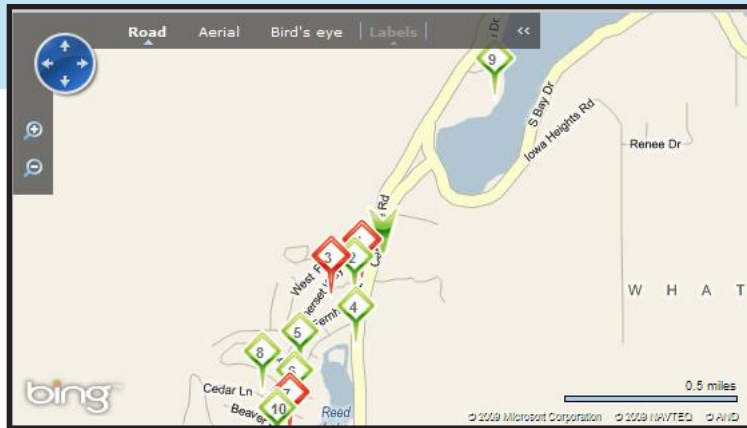 Road Aerial Bird's eye Labels <<
9
S Bay Dr
Iowa Heights Rd
Renee Dr
Rd
3
2
West
4
W H A T
5
8
Cedar Ln
7
10
Reed
bing
0.5 miles
© 2009 Microsoft Corporation © 2009 NAVTEQ © AND